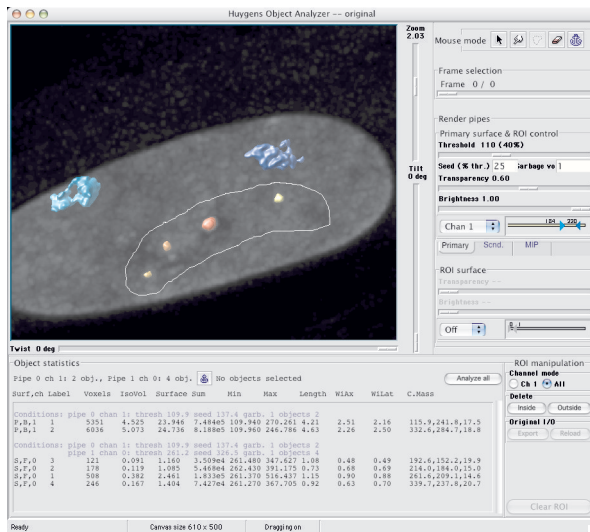 Huygens Object Analyzer -- original
Zoom
2.03
Mouse mode
Frame selection
Frame 0 / 0
Render pipes
Primary surface & ROI control
Threshold 110 (40%)
Seed (% thr.) 25 Garbage vo 1
Transparency 0.60
Brightness 1.00
Chan 1
184 330
Primary Scnd. MIP
ROI surface
Transparency --
Brightness --
Off
Tilt
0 deg
Twist 0 deg
Object statistics
Pipe 0 ch 1: 2 obj., Pipe 1 ch 0: 4 obj. No objects selected
Analyze all
Surf,ch Label Voxels IsoVol Surface Sum Min Max Length WiAx WiLat C.Mass
Conditions: pipe 0 chan 1: thresh 109.9 seed 137.4 garb. 1 objects 2
P,B,1 1 5351 4.525 23.946 7.484e5 109.940 270.261 4.21 2.51 2.16 115.9,241.8,17.5
P,B,1 2 6036 5.073 24.736 8.188e5 109.960 246.786 4.63 2.26 2.50 332.6,284.7,18.8
Conditions: pipe 0 chan 1: thresh 109.9 seed 137.4 garb. 1 objects 2
pipe 1 chan 0: thresh 261.2 seed 326.5 garb. 1 objects 4
S,F,0 3 121 0.091 1.160 3.509e4 261.480 347.627 1.08 0.48 0.49 192.6,152.2,19.9
S,F,0 2 178 0.119 1.085 5.468e4 262.430 391.175 0.73 0.68 0.69 214.0,184.0,15.0
S,F,0 1 508 0.382 2.461 1.833e5 261.370 516.437 1.15 0.90 0.88 261.6,209.1,14.6
S,F,0 4 246 0.167 1.404 7.427e4 261.270 367.705 0.92 0.63 0.70 339.7,237.8,20.7
ROI manipulation
Channel mode
Ch 1 All
Delete
Inside Outside
Original I/O
Export Reload
Clear ROI
Ready
Canvas size 610 x 500
Dragging on